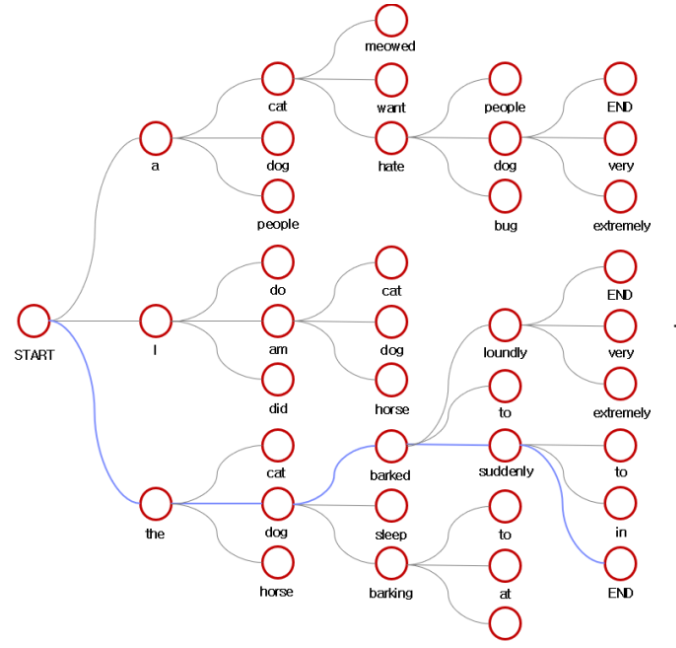 meowed
cat
want
people
END
a
dog
hate
dog
very
people
bug
extremely
do
cat
END
START
I
am
dog
loundly
very
did
horse
to
extremely
cat
barked
suddenly
to
the
dog
sleep
to
in
horse
barking
at
END